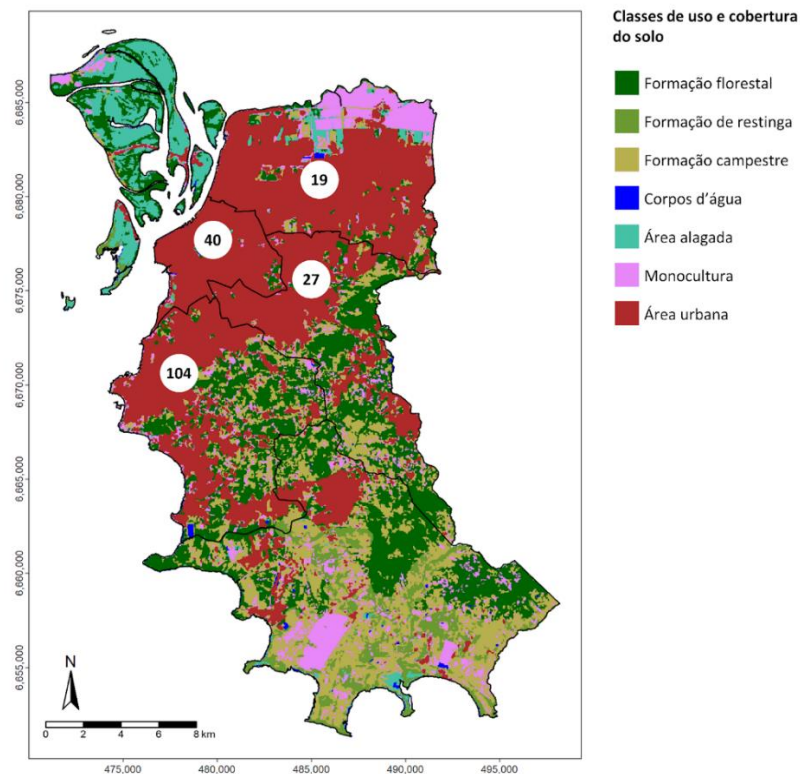 Classes de uso e cobertura
do solo
Formação florestal
Formação de restinga
Formação campestre
Corpos d'água
Área alagada
Monocultura
Área urbana
6,685,000
6,680,000
6,675,000
6,670,000
6,665,000
6,660,000
6,655,000
19
40
27
104
N
0 2 4 6 8 km
475,000 480,000 485,000 490,000 495,000